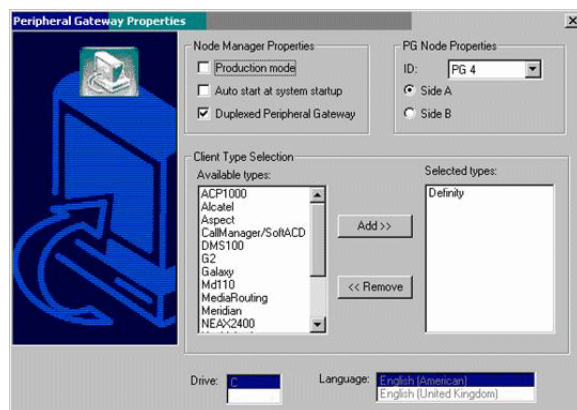 Peripheral Gateway Properties
Node Manager Properties
Production mode
Auto start at system startup
Duplexed Peripheral Gateway
PG Node Properties
ID: PG 4
Side A
Side B
Client Type Selection
Available types:
ACP1000
Alcatel
Aspect
CallManager/SoftACD
DMS100
G2
Galaxy
Md110
MediaRouting
Meridian
NEAX2400
Add >>
<< Remove
Selected types:
Definity
Drive: C
Language: English (American)
English (United Kingdom)